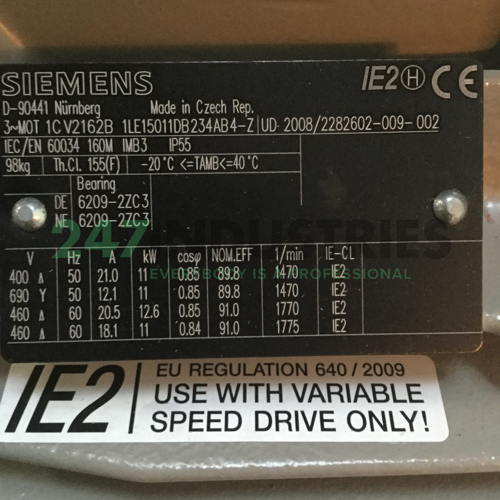 SIEMENS IE2 H CE
D-90441 Nürnberg Made in Czech Rep.
3~MOT 1CV2162B 1LE15011DB234AB4-Z UD 2008/2282602-009-002
IEC/EN 60034 160M IMB3 IP55
98kg Th.Cl. 155(F) -20°C <=TAMB<=40°C
Bearing
DE 6209-2ZC3
NE 6209-2ZC3
247 INDUSTRIES
EVERYBODY IS A PROFESSIONAL
V Hz A kW cosφ NOM.EFF 1/min IE-CL
400 Δ 50 21.0 11 0.85 89.8 1470 IE2
690 Y 50 12.1 11 0.85 89.8 1470 IE2
460 Δ 60 20.5 12.6 0.85 91.0 1770 IE2
460 Δ 60 18.1 11 0.84 91.0 1775 IE2
IE2
EU REGULATION 640 / 2009
USE WITH VARIABLE
SPEED DRIVE ONLY!